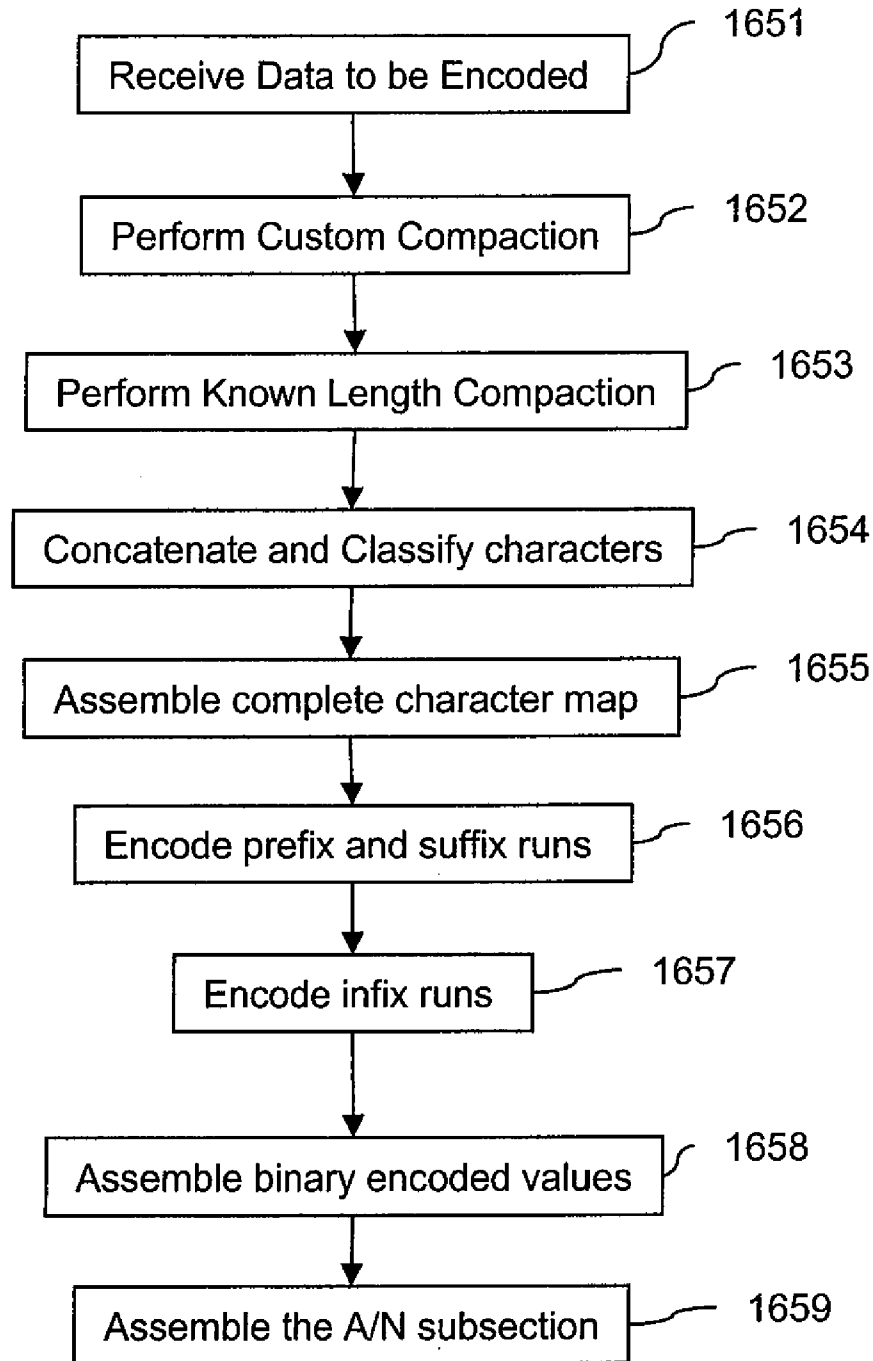 1651
Receive Data to be Encoded
1652
Perform Custom Compaction
1653
Perform Known Length Compaction
1654
Concatenate and Classify characters
1655
Assemble complete character map
1656
Encode prefix and suffix runs
1657
Encode infix runs
1658
Assemble binary encoded values
1659
Assemble the A/N subsection